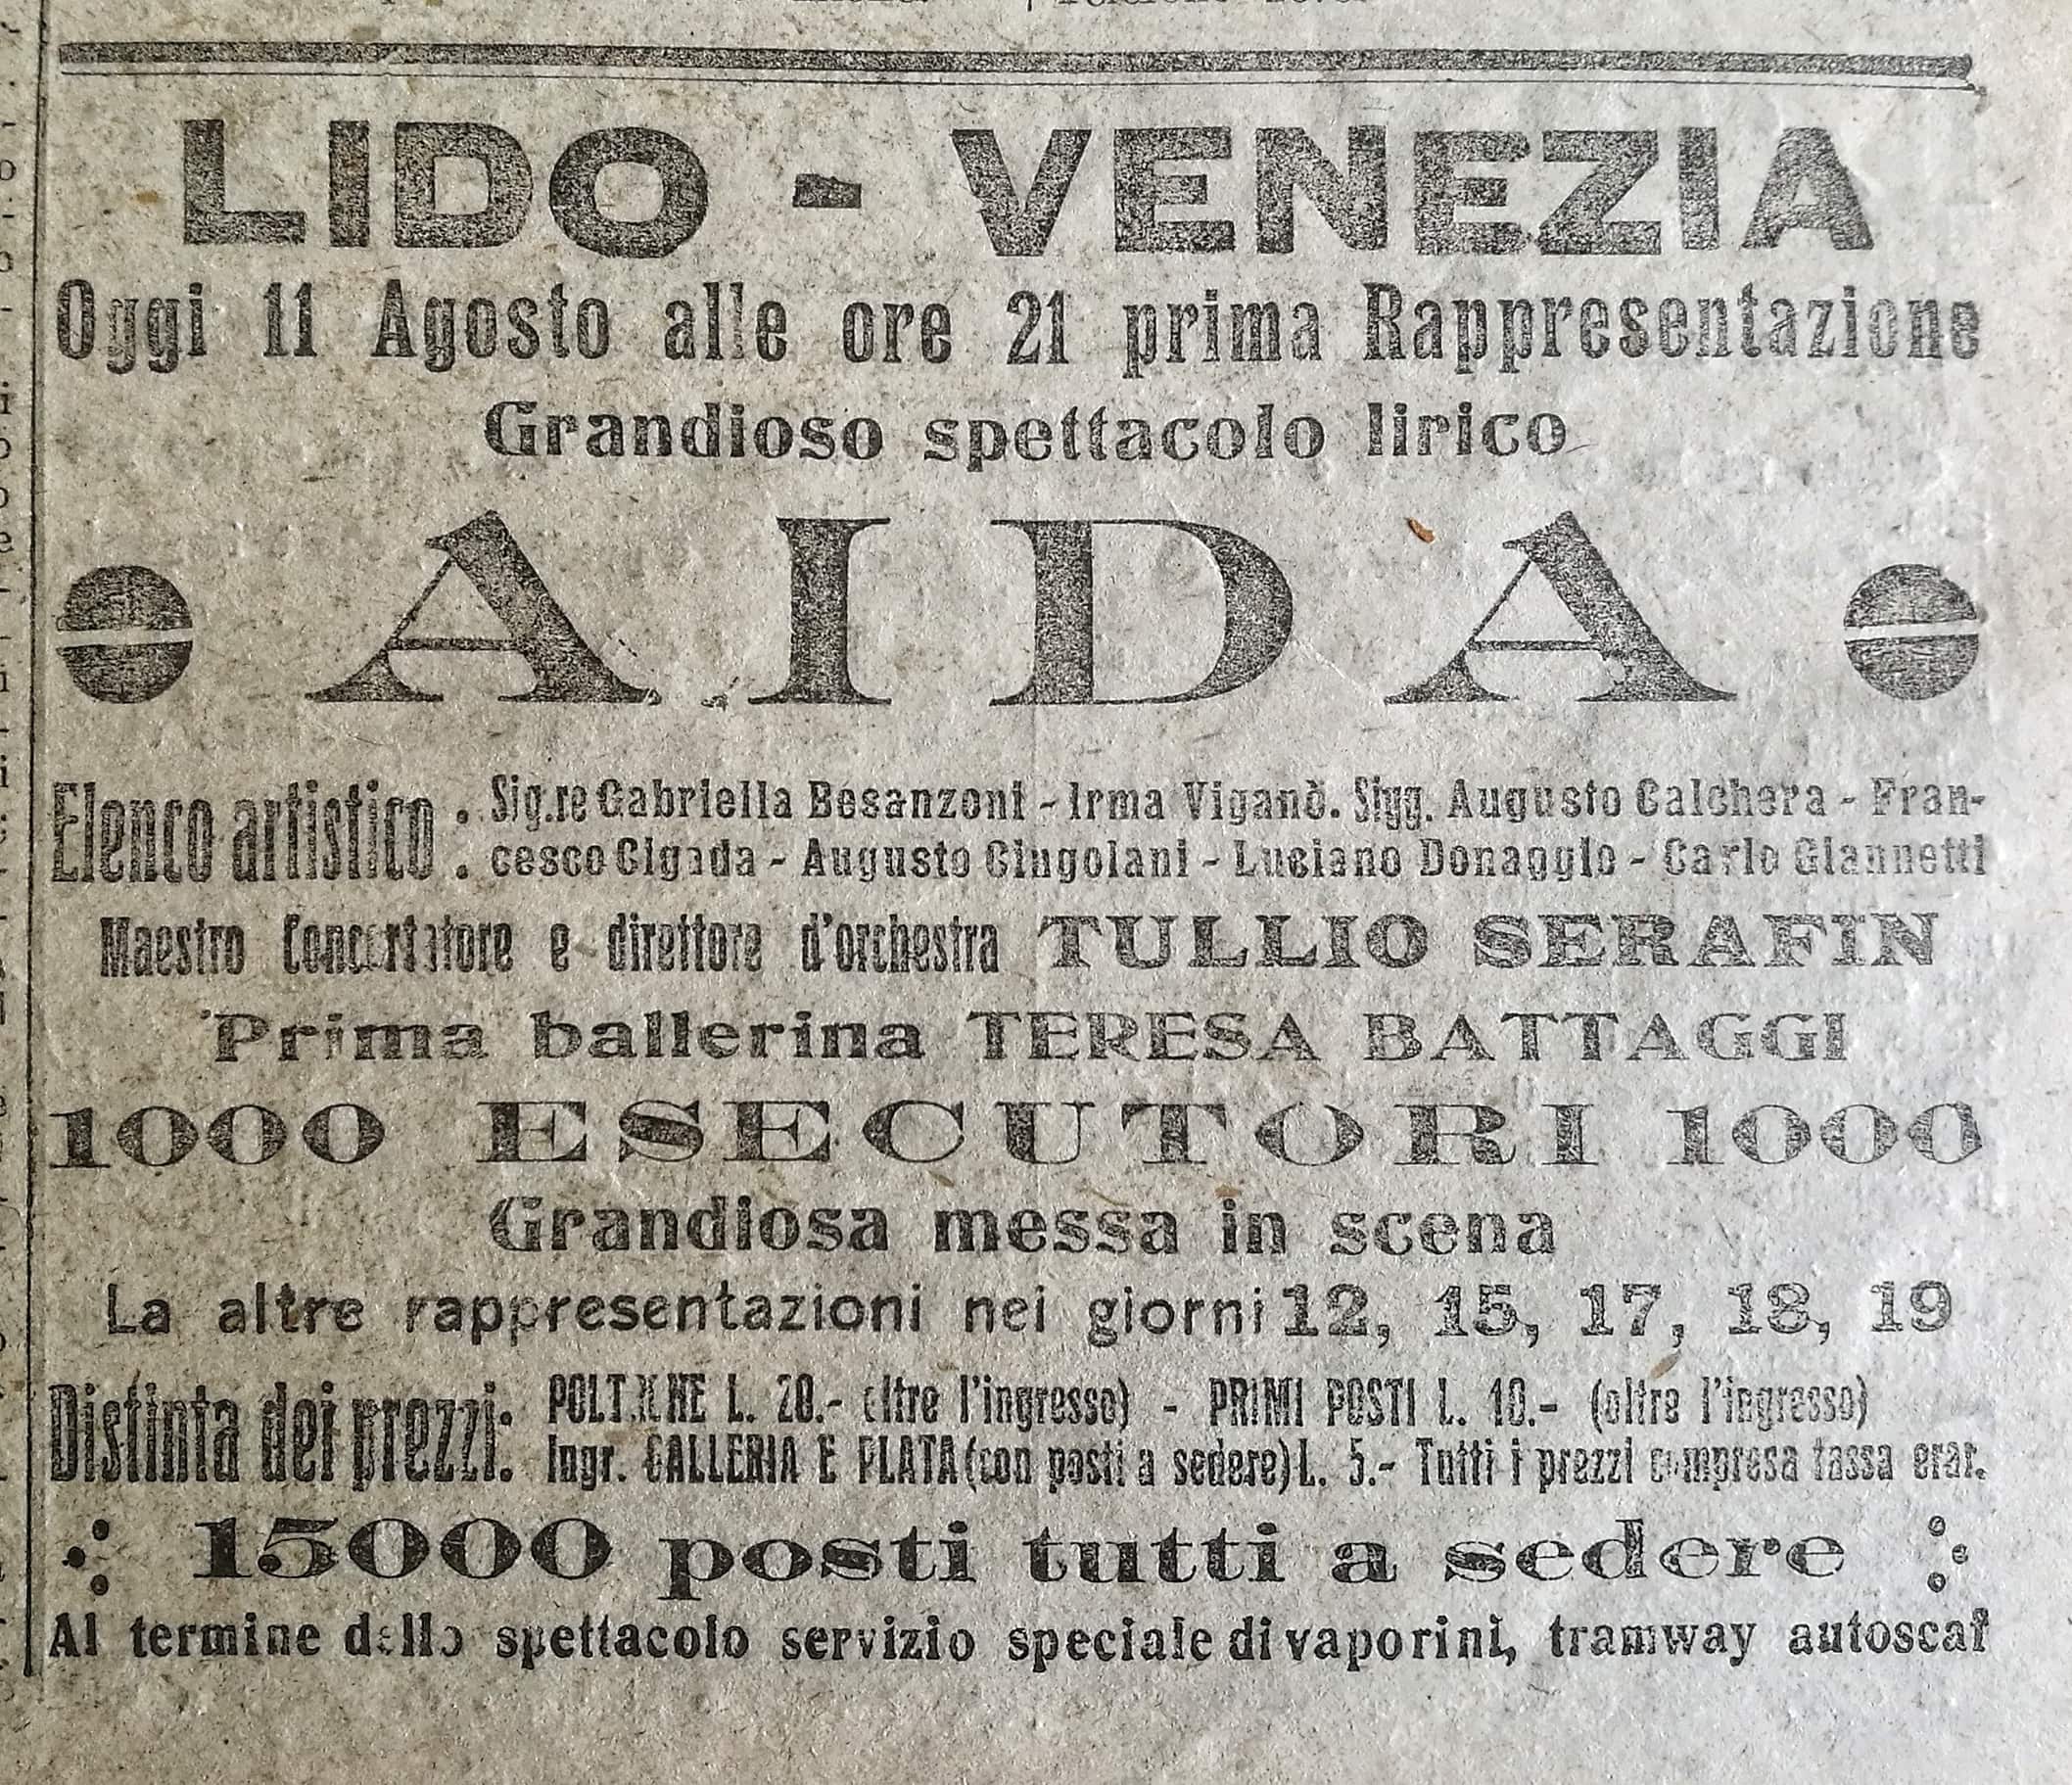 LIDO - VENEZIA
Oggi 11 Agosto alle ore 21 prima Rappresentazione
Grandioso spettacolo lirico
AIDA
Elenco artistico: Sig.re Gabriella Besanzoni - Irma Viganò. Sigg. Augusto Calchera - Fran-
cesco Cigada - Augusto Cingolani - Luciano Donaggio - Carlo Giannetti
Maestro Concertatore e direttore d'orchestra TULLIO SERAFIN
Prima ballerina TERESA BATTAGGI
1000 ESECUTORI 1000
Grandiosa messa in scena
La altre rappresentazioni nei giorni 12, 15, 17, 18, 19
Distinta dei prezzi: POLTRONE L. 20.- oltre l'ingresso) - PRIMI POSTI L. 10.- (oltre l'ingresso)
Ingr. GALLERIA E PLATA (con posti a sedere) L. 5.- Tutti i prezzi compresa tassa erar.
15000 posti tutti a sedere
Al termine dello spettacolo servizio speciale di vaporini, tramway autoscaf